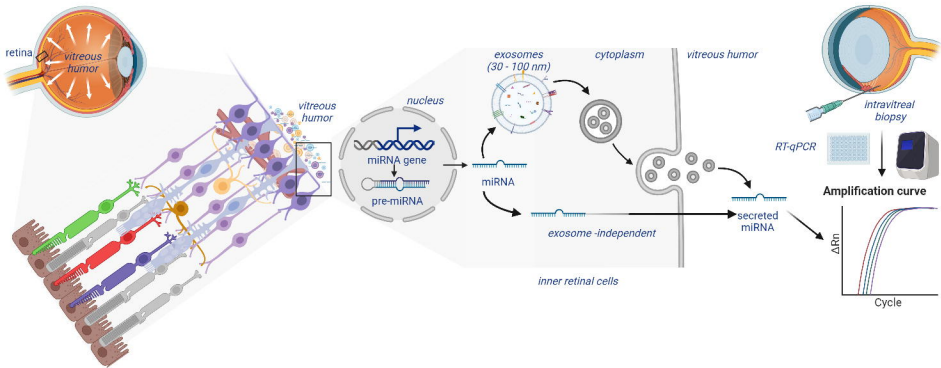 retina
vitreous
humor
vitreous
humor
nucleus
miRNA gene
pre-miRNA
miRNA
exosomes
(30 - 100 nm)
cytoplasm
vitreous humor
exosome -independent
inner retinal cells
secreted
miRNA
intravitreal
biopsy
RT-qPCR
Amplification curve
ΔRn
Cycle